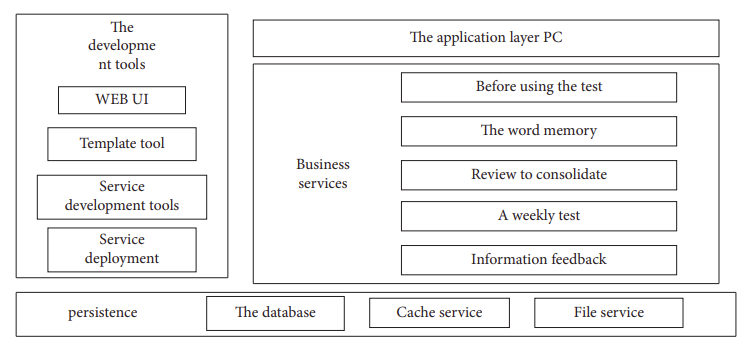 The
developme
nt tools
WEB UI
Template tool
Service
development tools
Service
deployment
The application layer PC
Business
services
Before using the test
The word memory
Review to consolidate
A weekly test
Information feedback
persistence
The database
Cache service
File service